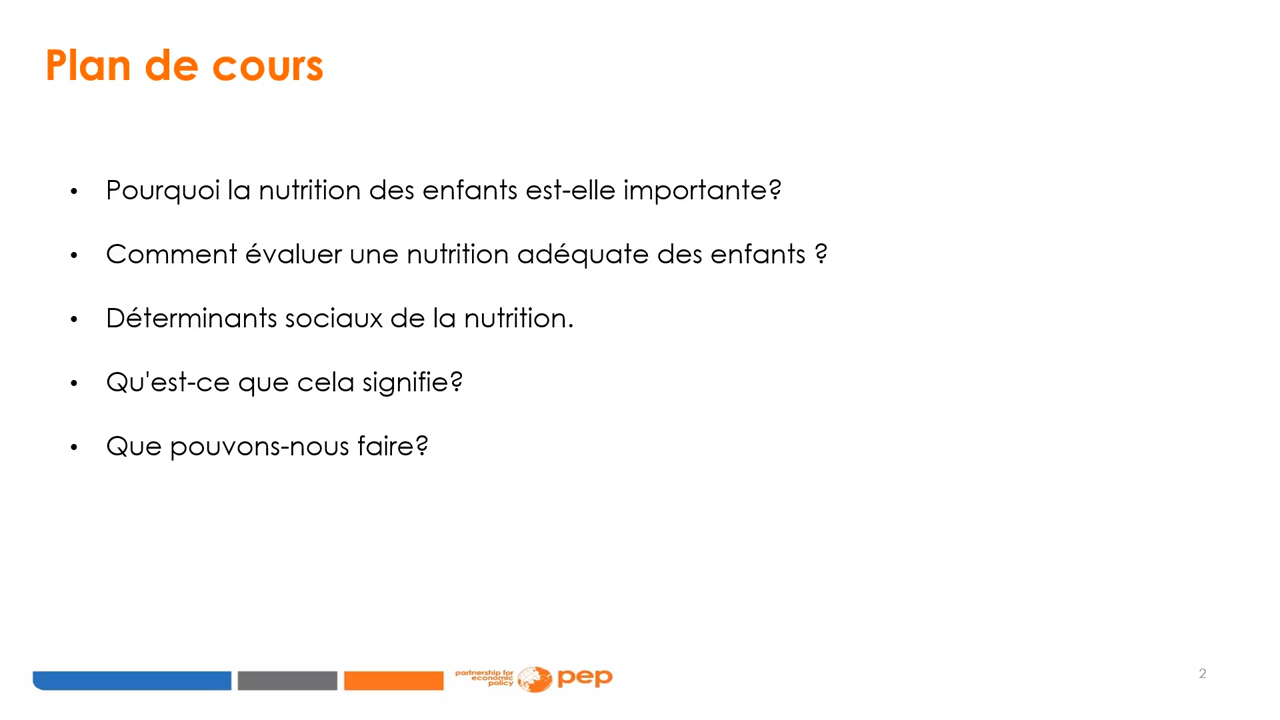 Plan de cours
• Pourquoi la nutrition des enfants est-elle importante?
• Comment évaluer une nutrition adéquate des enfants ?
• Déterminants sociaux de la nutrition.
• Qu'est-ce que cela signifie?
• Que pouvons-nous faire?
partnership for
economic
policy
pep
2